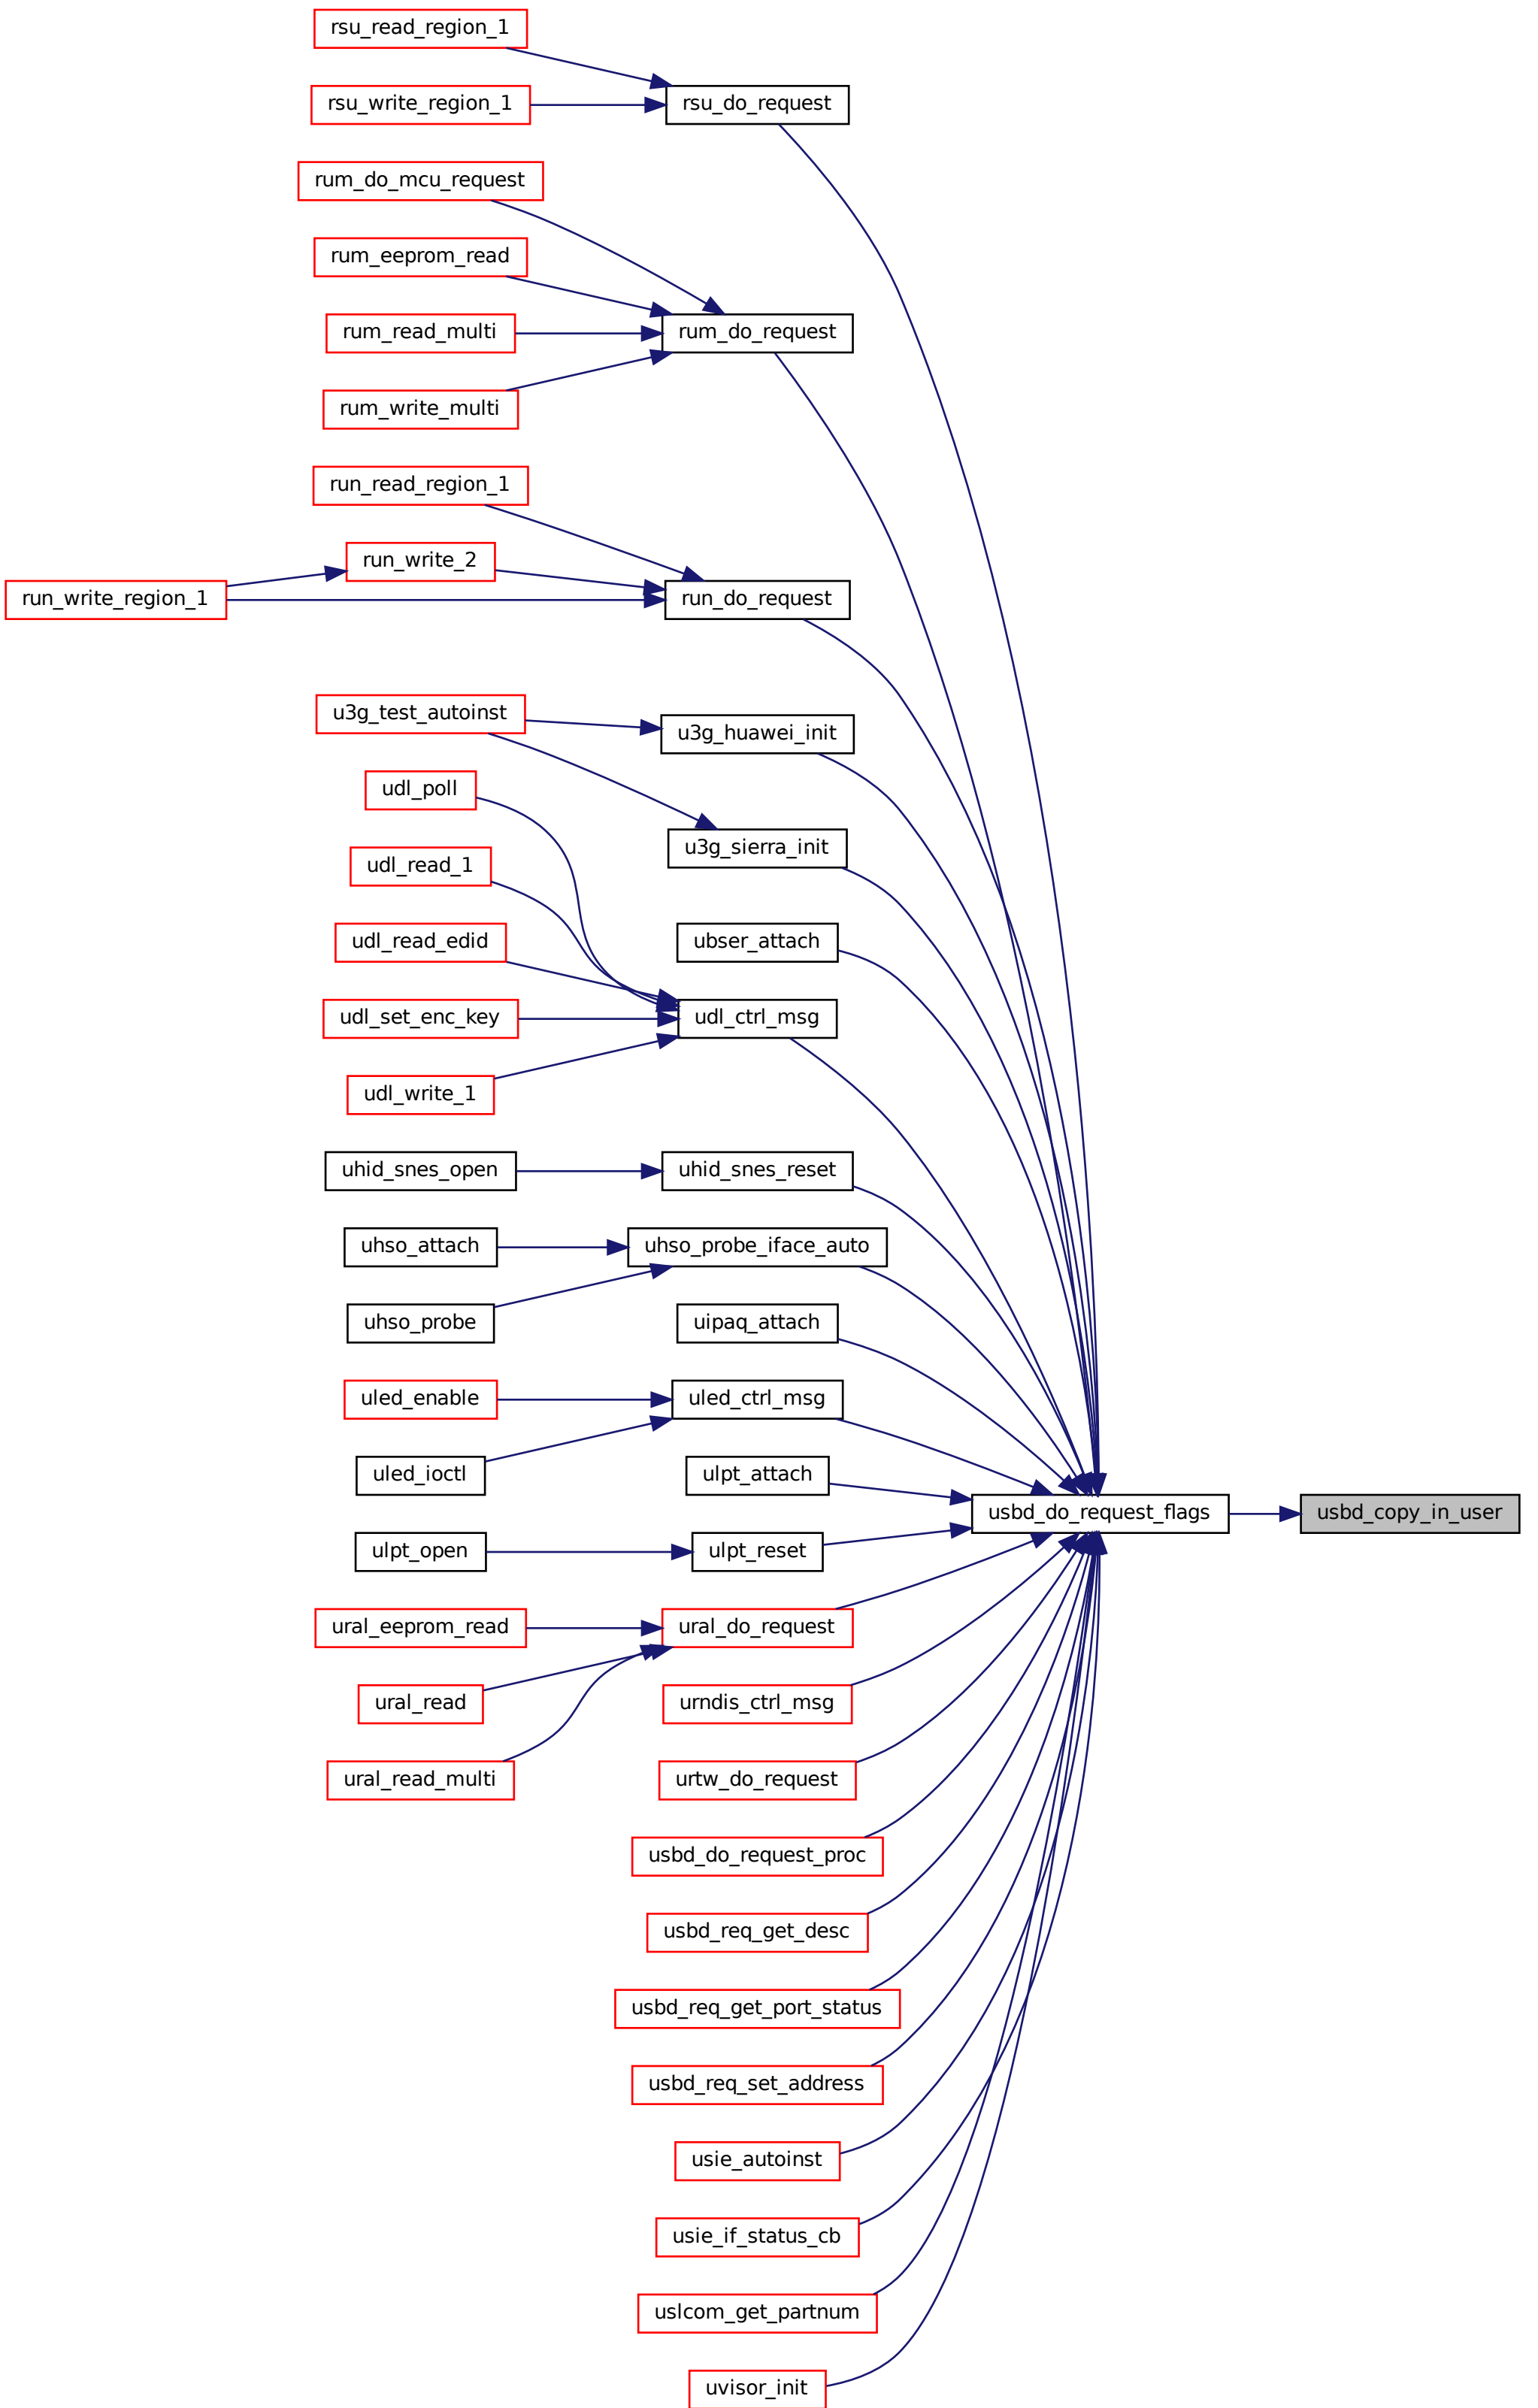 rsu_read_region_1
rsu_write_region_1
rsu_do_request
rum_do_mcu_request
rum_eeprom_read
rum_read_multi
rum_do_request
rum_write_multi
run_read_region_1
run_write_2
run_write_region_1
run_do_request
u3g_test_autoinst
u3g_huawei_init
udl_poll
u3g_sierra_init
udl_read_1
udl_read_edid
ubser_attach
udl_set_enc_key
udl_ctrl_msg
udl_write_1
uhid_snes_open
uhid_snes_reset
uhso_attach
uhso_probe_iface_auto
uhso_probe
uipaq_attach
uled_enable
uled_ctrl_msg
uled_ioctl
ulpt_attach
usbd_do_request_flags
usbd_copy_in_user
ulpt_open
ulpt_reset
ural_eeprom_read
ural_do_request
ural_read
urndis_ctrl_msg
ural_read_multi
urtw_do_request
usbd_do_request_proc
usbd_req_get_desc
usbd_req_get_port_status
usbd_req_set_address
usie_autoinst
usie_if_status_cb
uslcom_get_partnum
uvisor_init